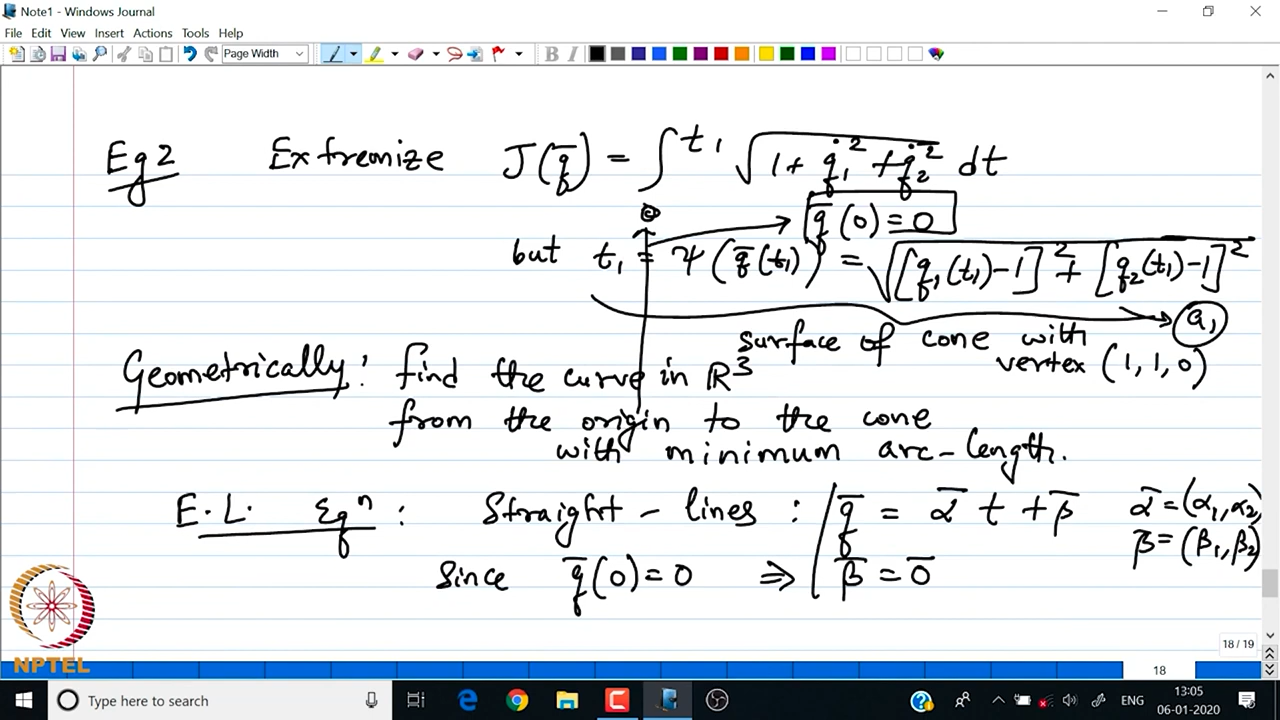 Note1 - Windows Journal
File Edit View Insert Actions Tools Help
Page Width
B I
Eg2 Extremize J(q̄) = ∫₀^t₁ √(1 + q̇₁² + q̇₂²) dt
q̄(0) = 0
but t₁ = ψ(q̄(t₁)) = √([q₁(t₁)-1]² + [q₂(t₁)-1]²)
a₁
surface of cone with
vertex (1, 1, 0)
Geometrically: find the curve in R³
from the origin to the cone
with minimum arc-length.
E.L. Eqⁿ: Straight-lines: q̄ = ᾱ t + β̄ ᾱ = (α₁, α₂)
β̄ = (β₁, β₂)
Since q̄(0) = 0 ⇒ β̄ = 0̄
NPTEL
18 / 19
18
Type here to search
ENG
13:05
06-01-2020